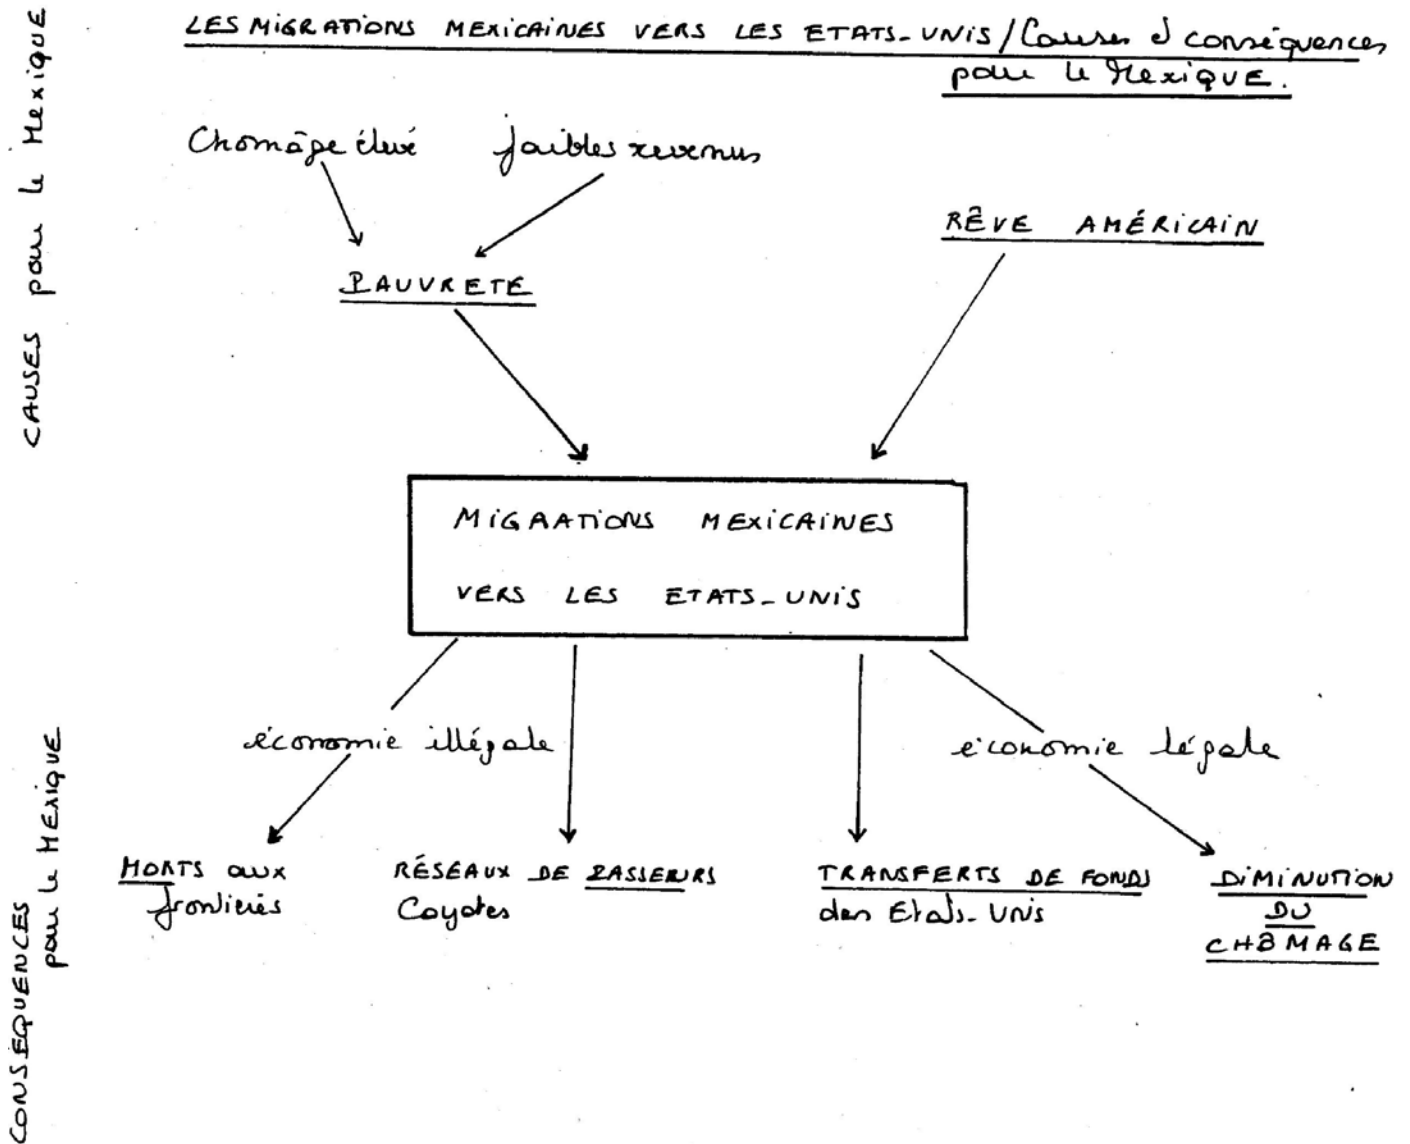 LES MIGRATIONS MEXICAINES VERS LES ETATS-UNIS / Causes et conséquences
pour le Mexique.
CAUSES pour le Mexique
Chomâge élevé faibles revenus
RÊVE AMÉRICAIN
PAUVRETE
MIGRATIONS MEXICAINES
VERS LES ETATS-UNIS
économie illégale
économie légale
CONSEQUENCES
pour le MExiQUE
MORTS aux
frontières
RÉSEAUX DE PASSEURS
Coyotes
TRANSFERTS DE FONDS
des Etats-Unis
DIMINUTION
DU
CHÔMAGE